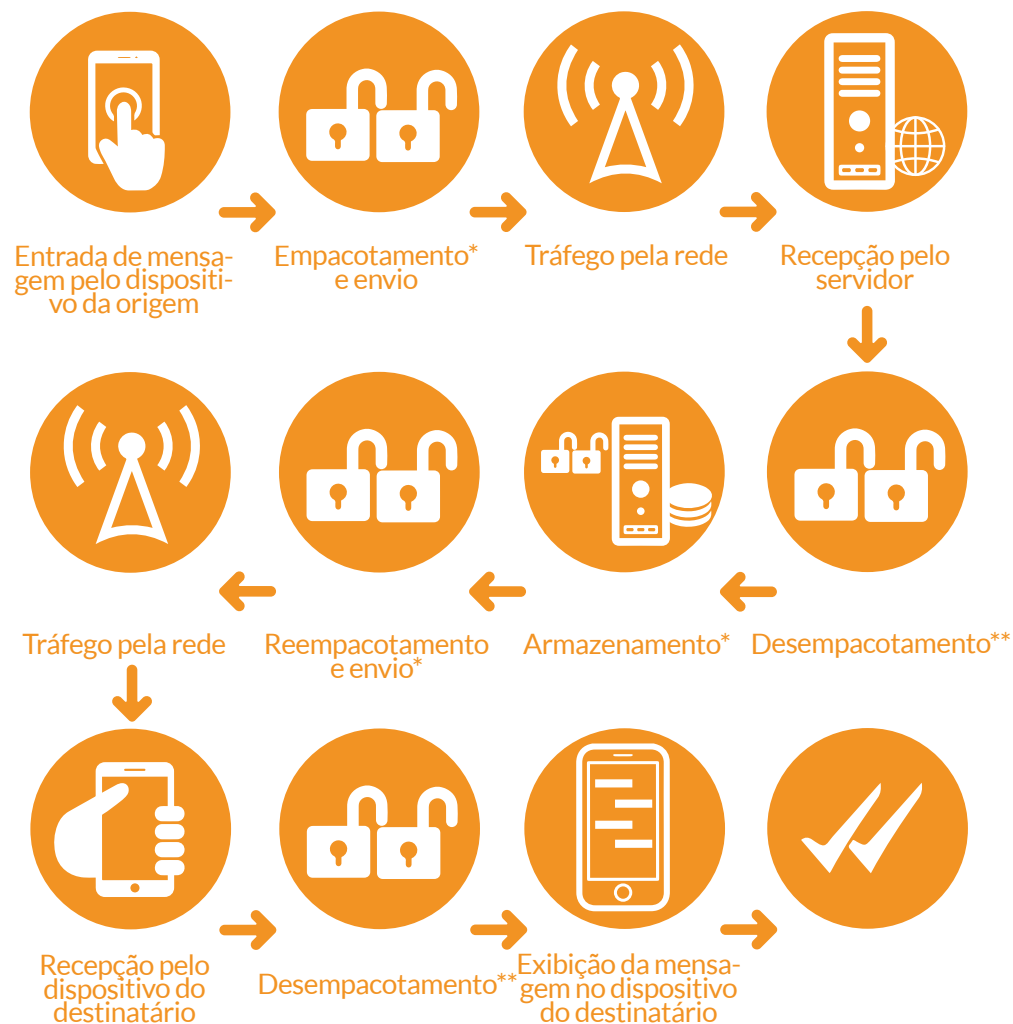 Entrada de mensa-
gem pelo dispositi-
vo da origem
Empacotamento*
e envio
Tráfego pela rede
Recepção pelo
servidor
Tráfego pela rede
Reempacotamento
e envio*
Armazenamento*
Desempacotamento**
Recepção pelo
dispositivo do
destinatário
Desempacotamento**
Exibição da mensa-
gem no dispositivo
do destinatário